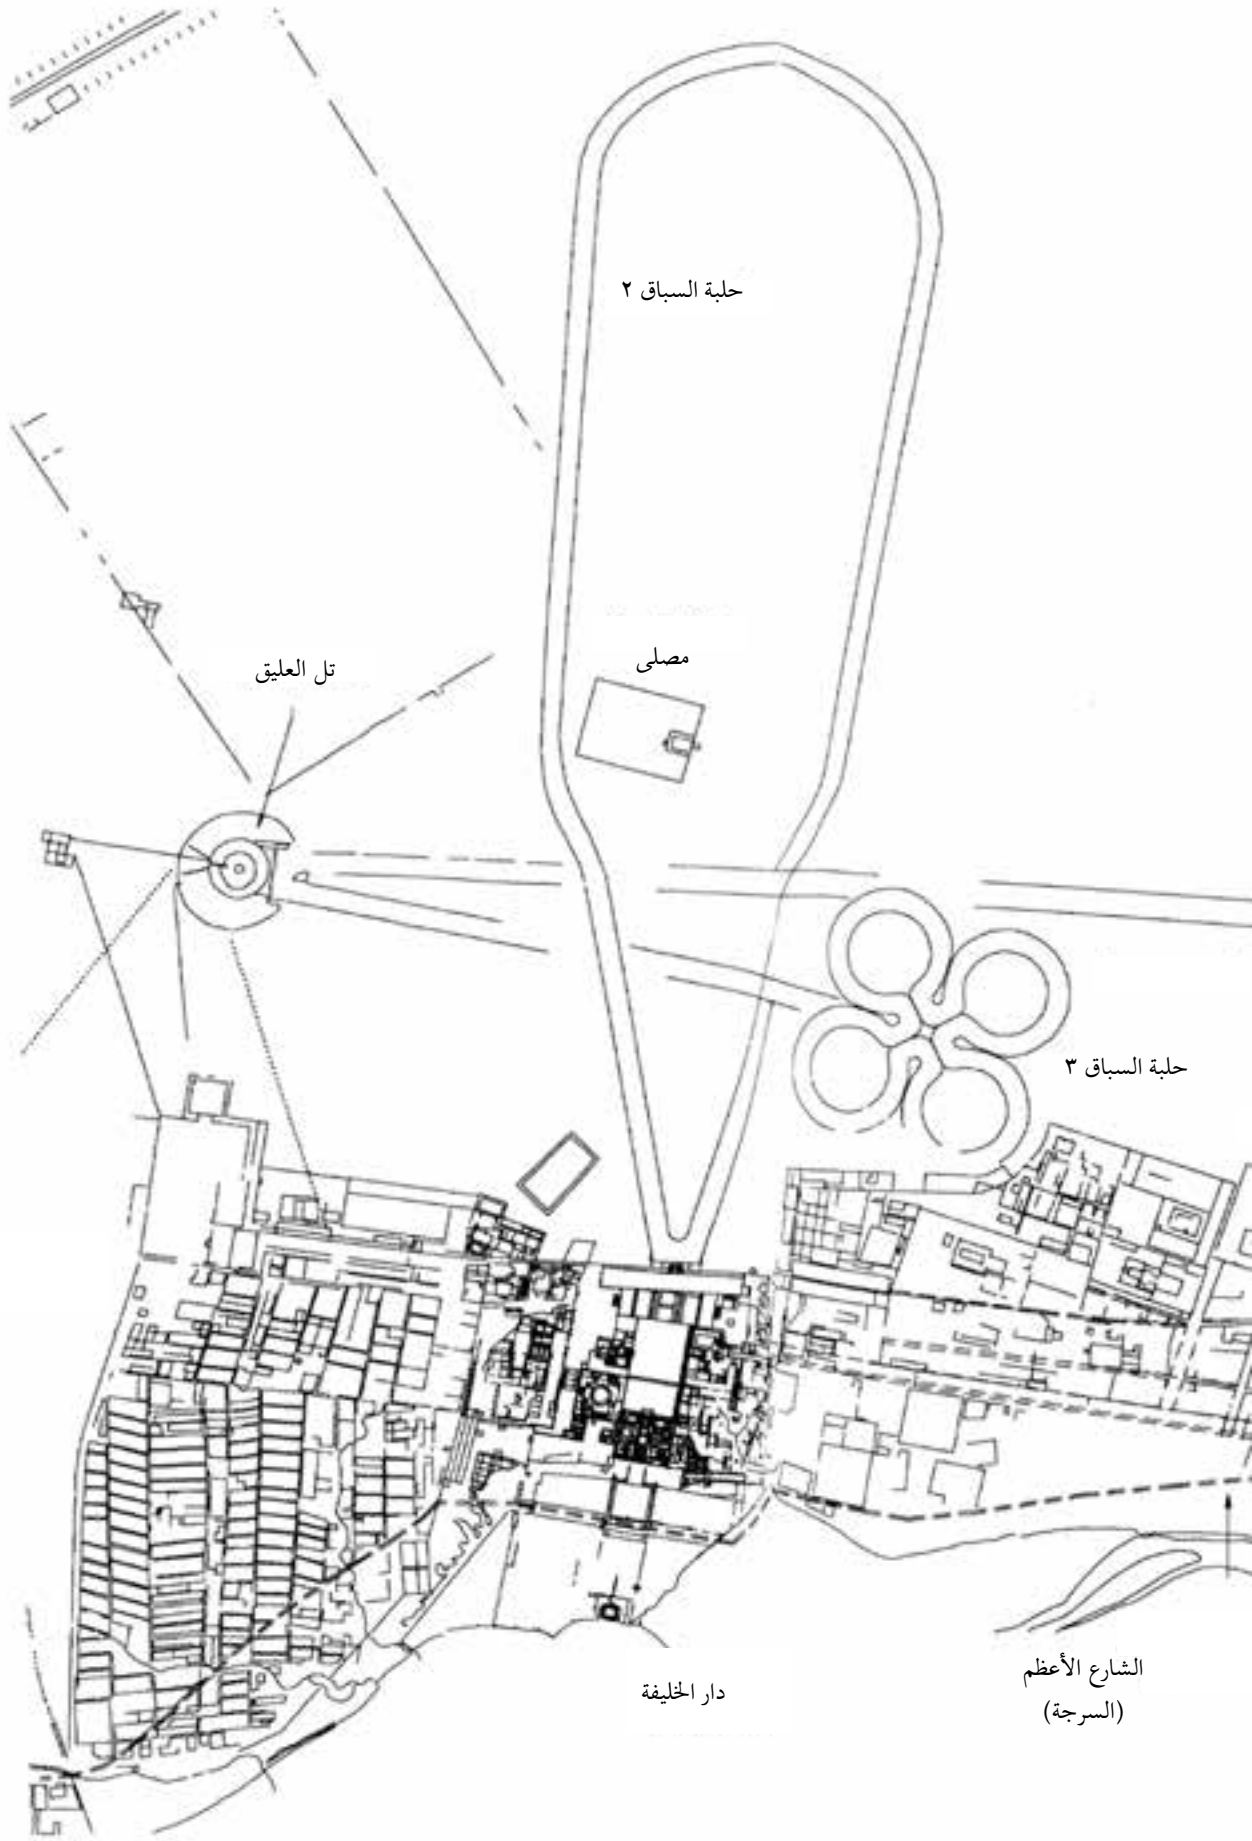 حلبة السباق ٢
مصلى
تل العليق
حلبة السباق ٣
الشارع الأعظم
(السرجة)
دار الخليفة